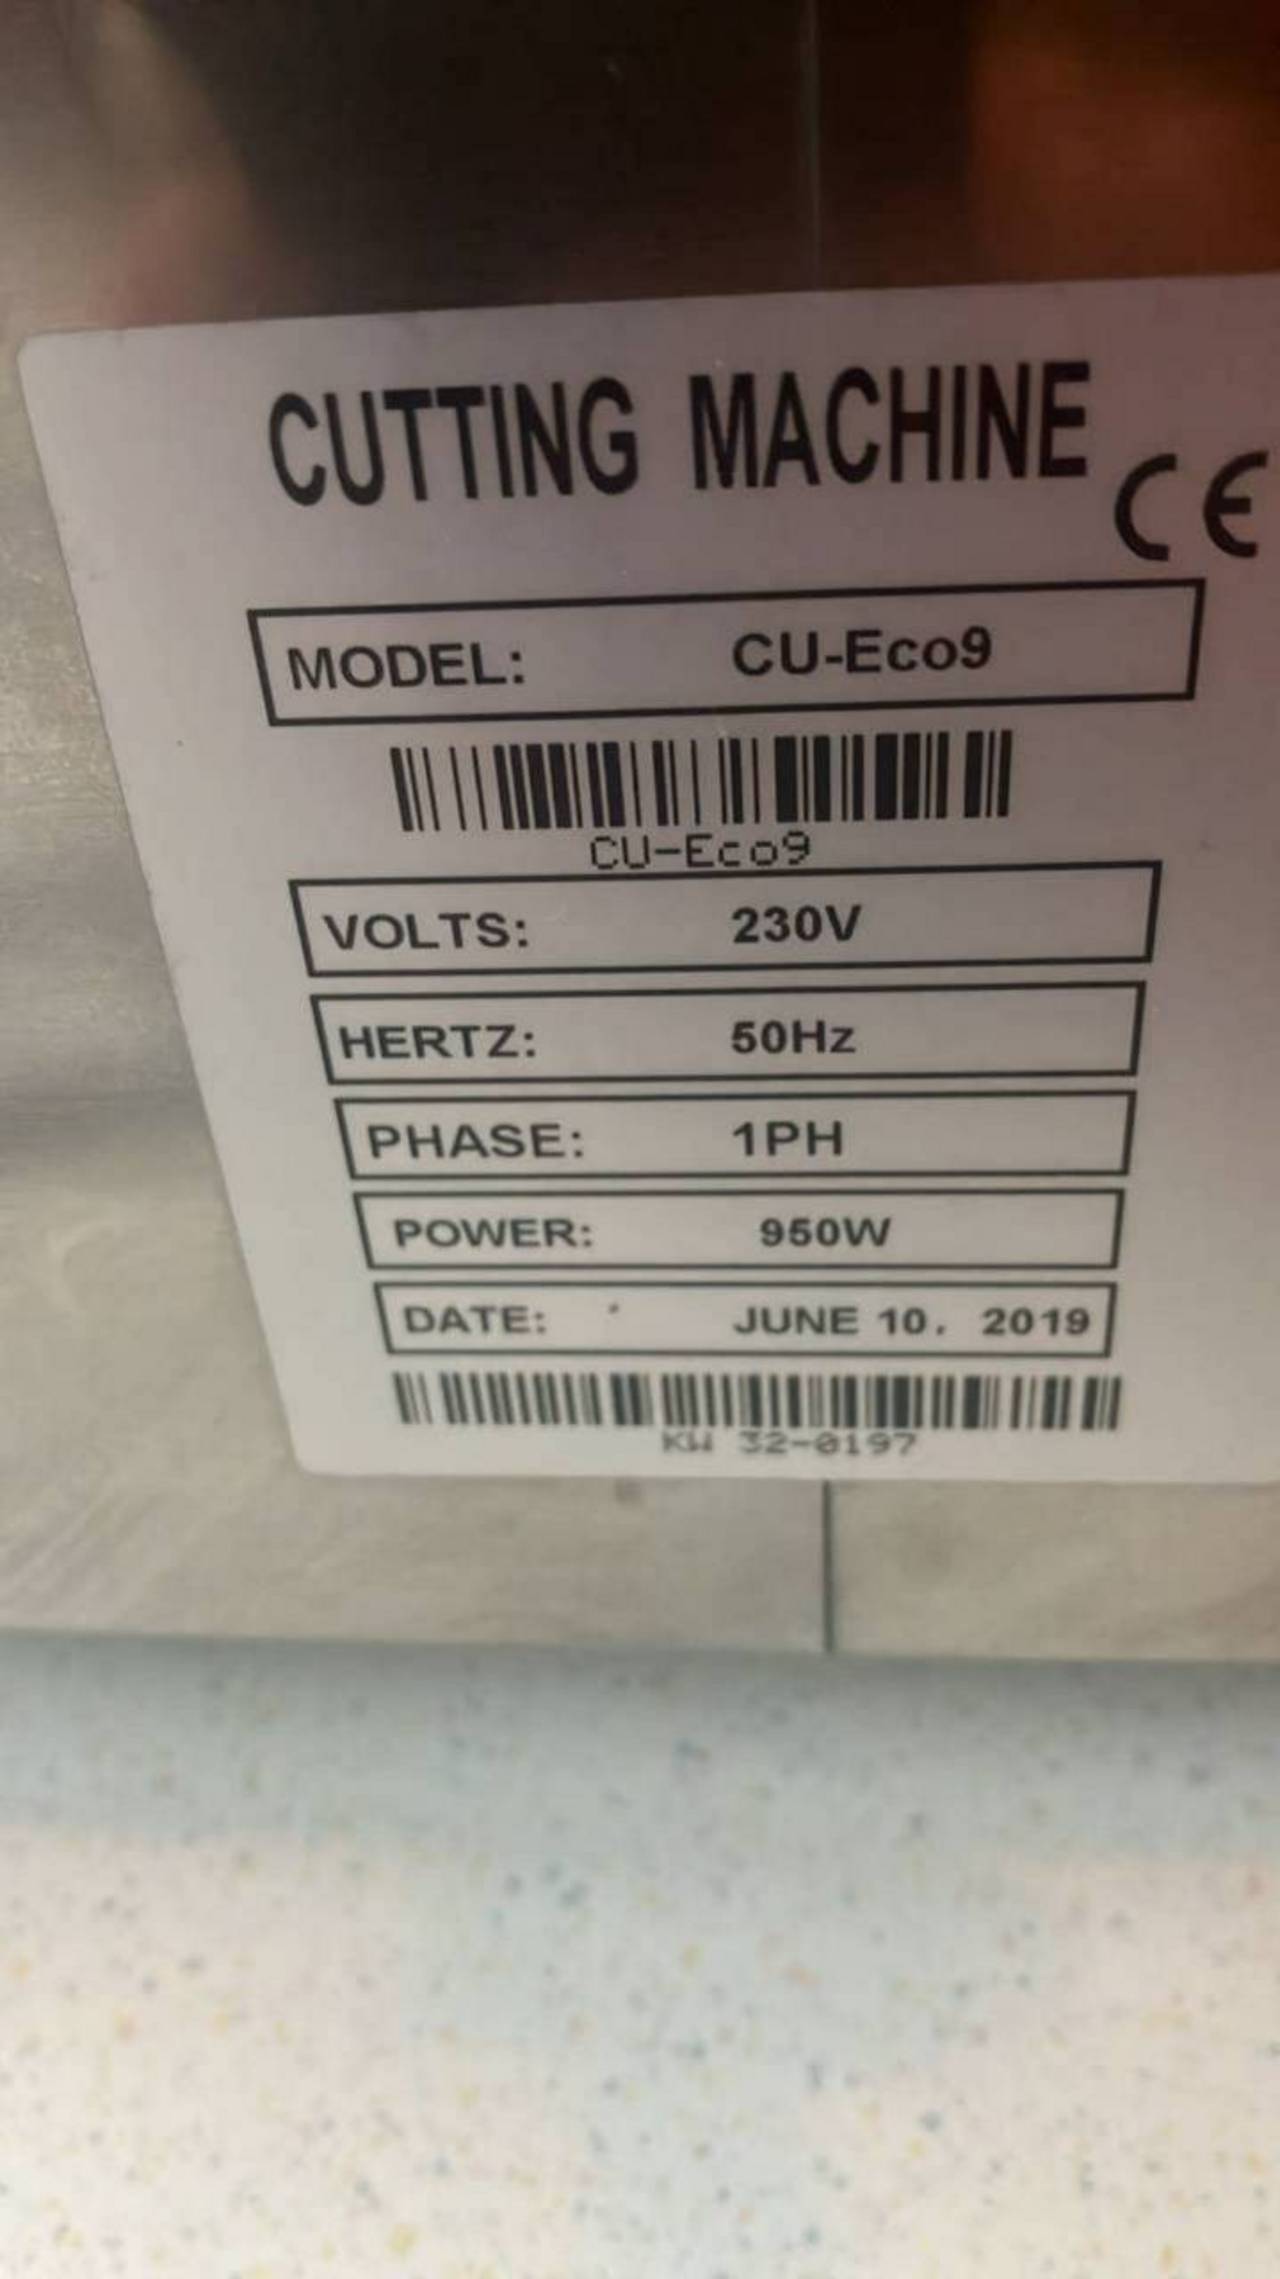 CUTTING MACHINE
CE
MODEL: CU-Eco9
CU-Eco9
VOLTS: 230V
HERTZ: 50Hz
PHASE: 1PH
POWER: 950W
DATE: JUNE 10. 2019
KW 32-0197